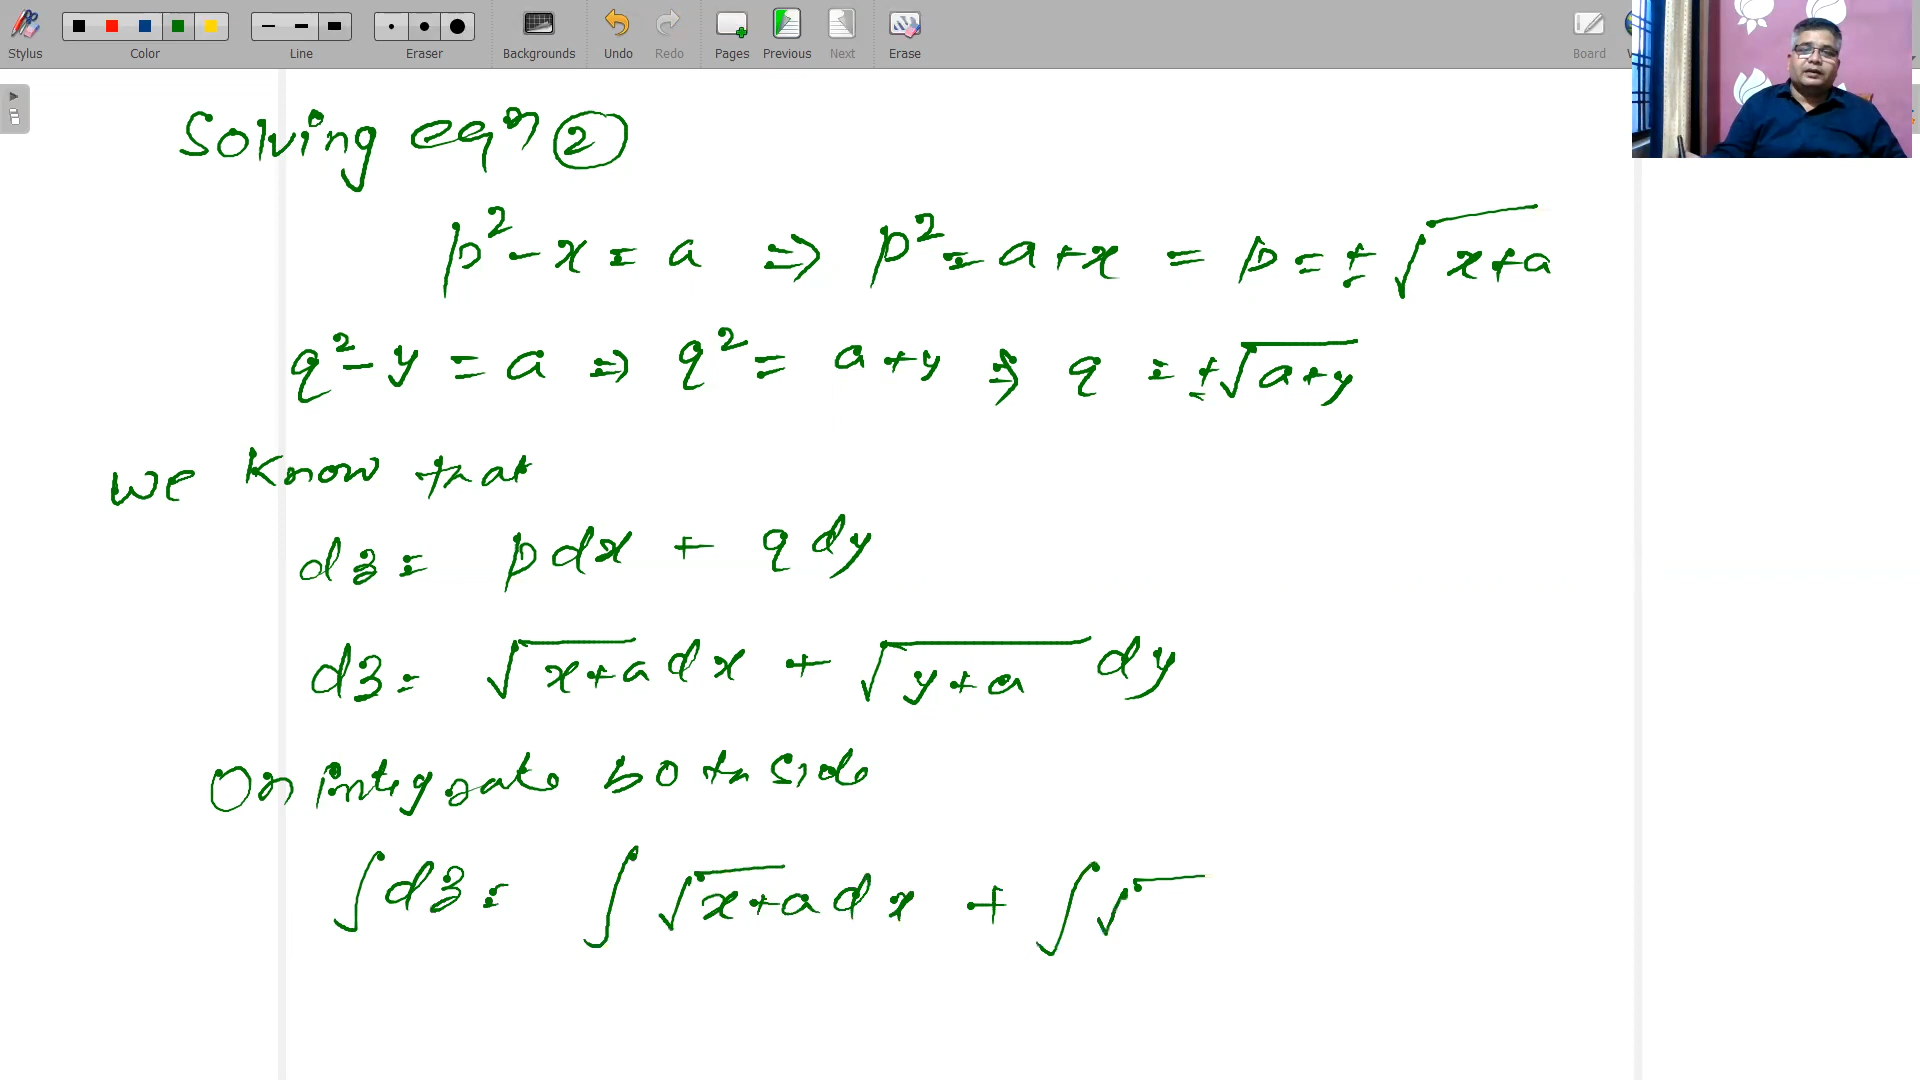 Stylus Color Line Eraser Backgrounds Undo Redo Pages Previous Next Erase Board
Solving eqn ②
p² - x = a ⇒ p² = a + x = p = ± √(x+a)
q² - y = a ⇒ q² = a + y ⇒ q = ±√(a+y)
We Know that
dz = p dx + q dy
dz = √(x+a) dx + √(y+a) dy
On integrate both side
∫ dz = ∫ √(x+a) dx + ∫ √